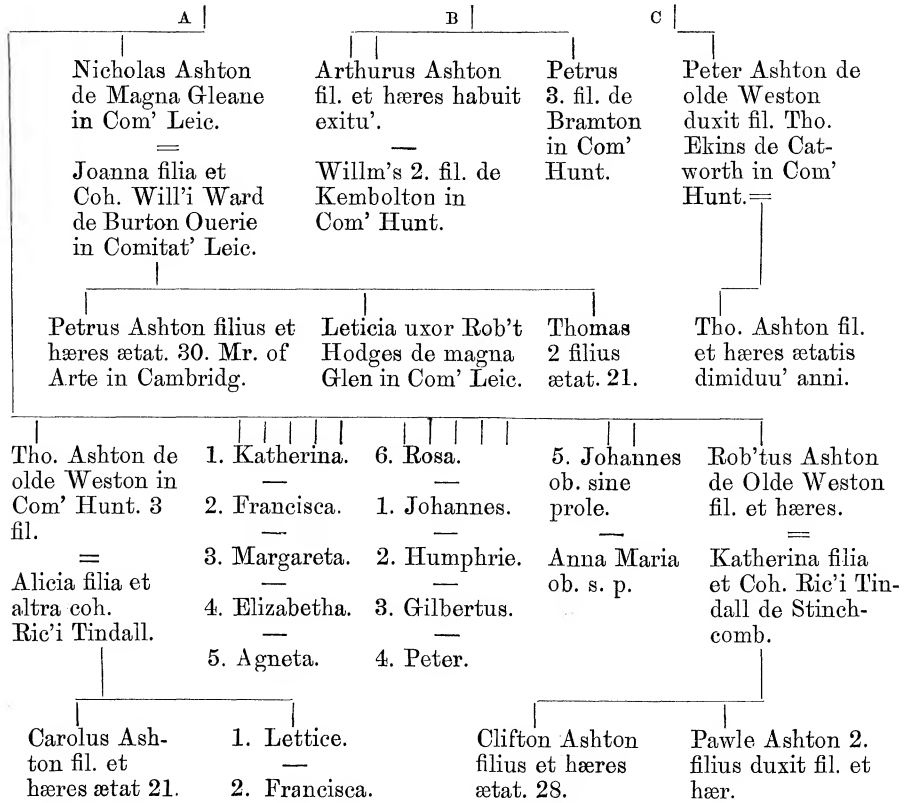 A
B
C
Nicholas Ashton
de Magna Gleane
in Com' Leic.
=
Joanna filia et
Coh. Will'i Ward
de Burton Ouerie
in Comitat' Leic.
Arthurus Ashton
fil. et hæres habuit
exitu'.
—
Willm's 2. fil. de
Kembolton in
Com' Hunt.
Petrus
3. fil. de
Bramton
in Com'
Hunt.
Peter Ashton de
olde Weston
duxit fil. Tho.
Ekins de Cat-
worth in Com'
Hunt.=
Petrus Ashton filius et
hæres ætat. 30. Mr. of
Arte in Cambridg.
Leticia uxor Rob't
Hodges de magna
Glen in Com' Leic.
Thomas
2 filius
ætat. 21.
Tho. Ashton fil.
et hæres ætatis
dimiduu' anni.
Tho. Ashton de
olde Weston in
Com' Hunt. 3
fil.
=
Alicia filia et
altra coh.
Ric'i Tindall.
1. Katherina.
—
2. Francisca.
—
3. Margareta.
—
4. Elizabetha.
—
5. Agneta.
6. Rosa.
—
1. Johannes.
—
2. Humphrie.
—
3. Gilbertus.
—
4. Peter.
5. Johannes
ob. sine
prole.
—
Anna Maria
ob. s. p.
Rob'tus Ashton
de Olde Weston
fil. et hæres.
=
Katherina filia
et Coh. Ric'i Tin-
dall de Stinch-
comb.
Carolus Ash-
ton fil. et
hæres ætat 21.
1. Lettice.
—
2. Francisca.
Clifton Ashton
filius et hæres
ætat. 28.
Pawle Ashton 2.
filius duxit fil. et
hær.